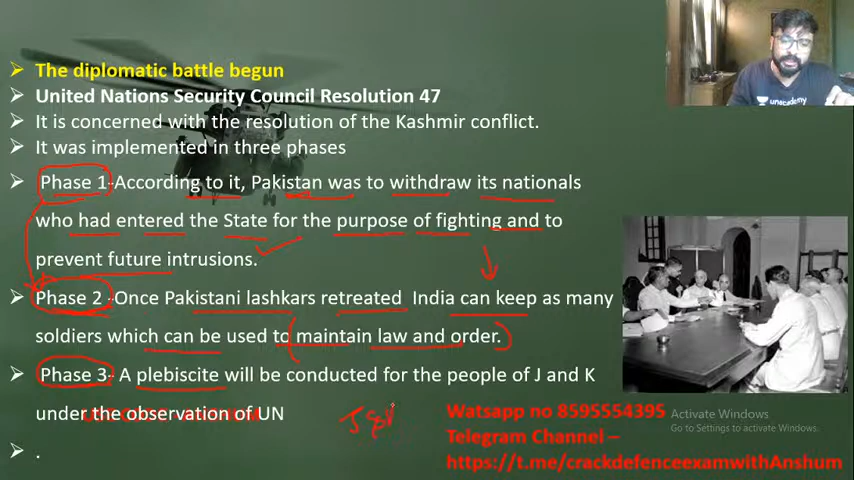 The diplomatic battle begun
United Nations Security Council Resolution 47
It is concerned with the resolution of the Kashmir conflict.
It was implemented in three phases
Phase 1-According to it, Pakistan was to withdraw its nationals
who had entered the State for the purpose of fighting and to
prevent future intrusions.
Phase 2 -Once Pakistani lashkars retreated India can keep as many
soldiers which can be used to maintain law and order.
Phase 3- A plebiscite will be conducted for the people of J and K
under the observation of UN
.
J&K
Watsapp no 8595554395
Telegram Channel –
https://t.me/crackdefenceexamwithAnshum
Activate Windows
Go to Settings to activate Windows.
unacademy